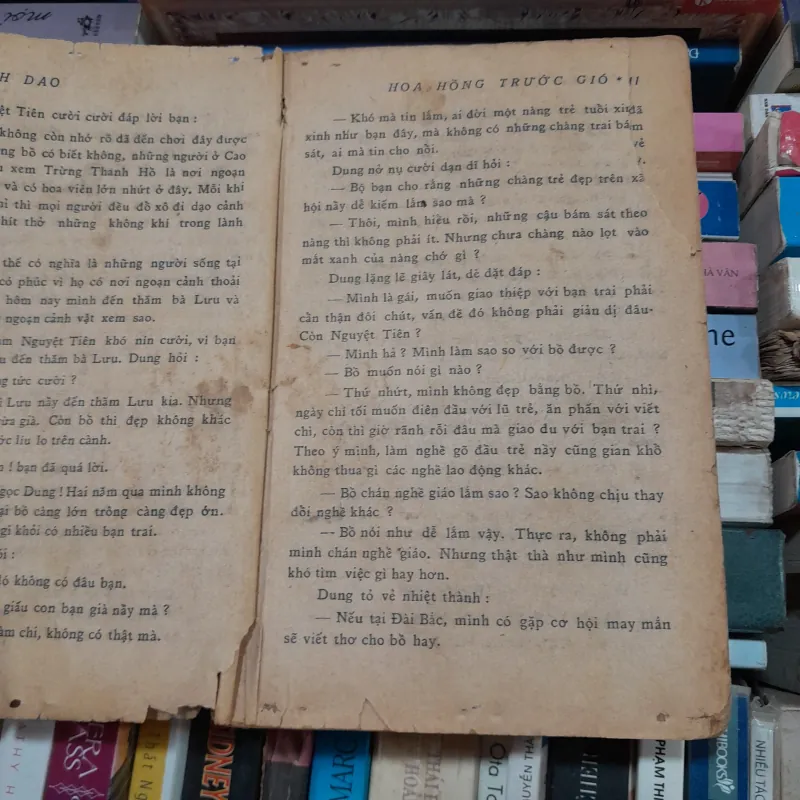 H DAO
Tiên cười cười đáp lời bạn :
không còn nhớ rõ đã đến chơi đây được
bồ có biết không, những người ở Cao
xem Trừng Thanh Hồ là nơi ngoạn
và có hoa viên lớn nhứt ở đây. Mỗi khi
thì mọi người đều đổ xô đi dạo cảnh
hít thở những không khí trong lành
thế có nghĩa là những người sống tại
có phúc vì họ có nơi ngoạn cảnh thoải
hôm nay mình đến thăm bà Lưu và
ngoạn cảnh vật xem sao.
Nguyệt Tiên khó nín cười, vì bạn
đến thăm bà Lưu. Dung hỏi :
tức cười ?
Lưu này đến thăm Lưu kia. Nhưng
vừa già. Còn bồ thì đẹp không khác
líu lo trên cành.
! bạn đã quá lời.
Ngọc Dung ! Hai năm qua mình không
bồ càng lớn trông càng đẹp ớn.
gì khỏi có nhiều bạn trai.
:
không có đâu bạn.
giấu con bạn già nầy mà ?
chí, không có thật mà.
HOA HỒNG TRƯỚC GIÓ * 11
— Khó mà tin lắm, ai đời một nàng trẻ tuổi xinh
xinh như bạn đây, mà không có những chàng trai bám
sát, ai mà tin cho nổi.
Dung nở nụ cười dạn dĩ hỏi :
— Bộ bạn cho rằng những chàng trẻ đẹp trên xã
hội nầy dễ kiếm lắm sao mà ?
— Thôi, mình hiểu rồi, những cậu bám sát theo
nàng thì không phải ít. Nhưng chưa chàng nào lọt vào
mắt xanh của nàng chớ gì ?
Dung lặng lẽ giây lát, dè dặt đáp :
— Mình là gái, muốn giao thiệp với bạn trai phải
cẩn thận đôi chút, vấn đề đó không phải giản dị đâu-
Còn Nguyệt Tiên ?
— Mình hả ? Mình làm sao so với bồ được ?
— Bồ muốn nói gì nào ?
— Thứ nhứt, mình không đẹp bằng bồ. Thứ nhì,
ngày chí tối muốn điên đầu với lũ trẻ, ăn phấn với viết
chì, còn thì giờ rãnh rỗi đâu mà giao du với bạn trai ?
Theo ý mình, làm nghề gõ đầu trẻ nầy cũng gian khổ
không thua gì các nghề lao động khác.
— Bồ chán nghề giáo lắm sao ? Sao không chịu thay
đổi nghề khác ?
— Bồ nói như dễ lắm vậy. Thực ra, không phải
mình chán nghề giáo. Nhưng thật thà như mình cũng
khó tìm việc gì hay hơn.
Dung tỏ vẻ nhiệt thành :
— Nếu tại Đài Bắc, mình có gặp cơ hội may mắn
sẽ viết thơ cho bồ hay.
PHẠM THA
NHIỀU TÁC
UYỂN THA
MARC
DNEY